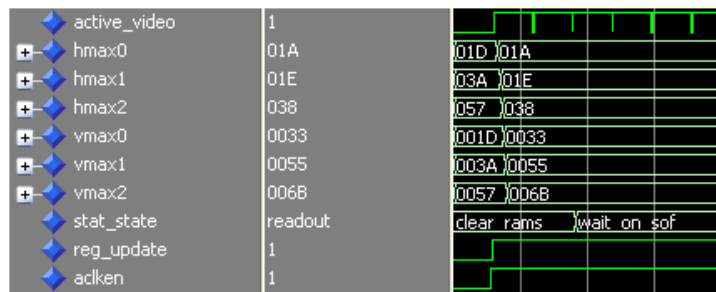 active_video 1
hmax0 01A 01D 01A
hmax1 01E 03A 01E
hmax2 038 057 038
vmax0 0033 001D 0033
vmax1 0055 003A 0055
vmax2 006B 0057 006B
stat_state readout clear_rams wait_on_sof
reg_update 1
aclken 1